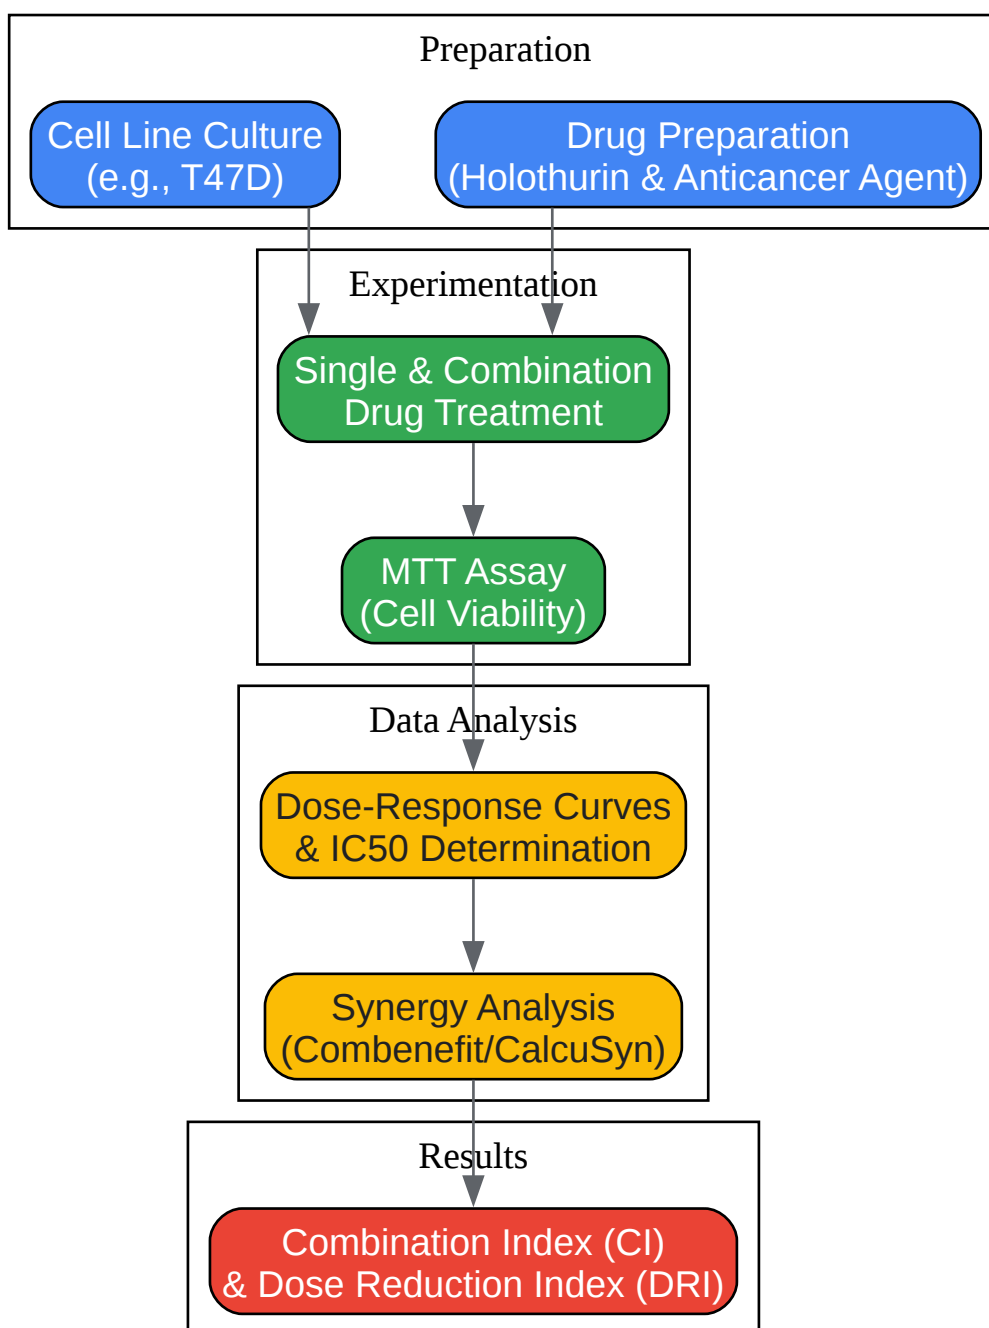 Preparation
Cell Line Culture
(e.g., T47D)
Drug Preparation
(Holothurin & Anticancer Agent)
Experimentation
Single & Combination
Drug Treatment
MTT Assay
(Cell Viability)
Data Analysis
Dose-Response Curves
& IC50 Determination
Synergy Analysis
(Combenefit/CalcuSyn)
Results
Combination Index (CI)
& Dose Reduction Index (DRI)